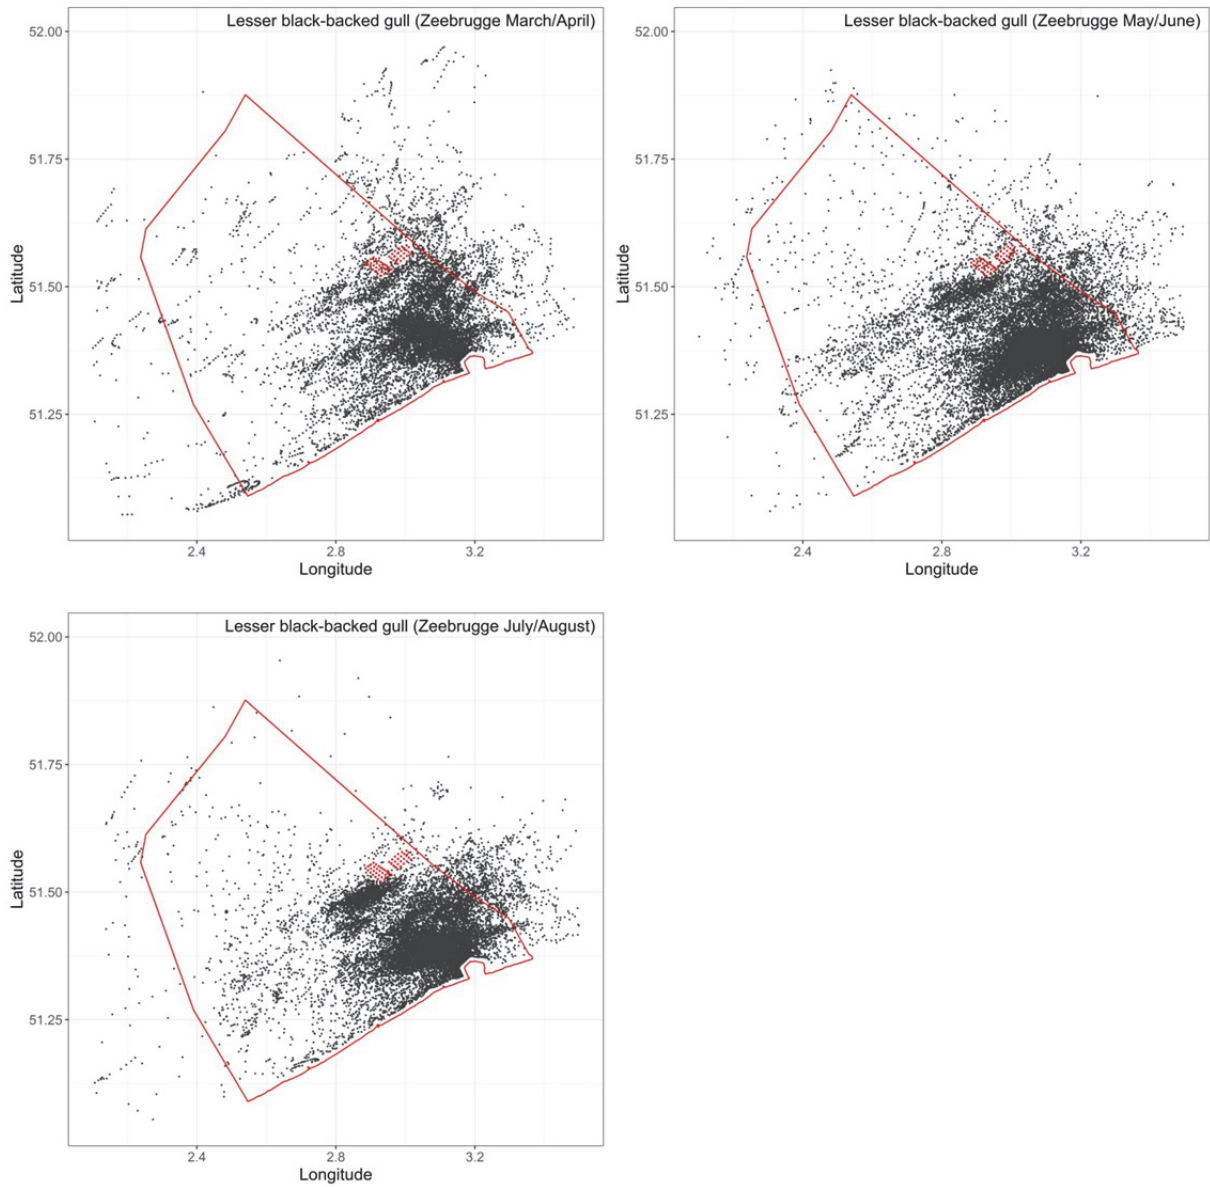 Lesser black-backed gull (Zeebrugge March/April)
52.00
51.75
51.50
51.25
Latitude
2.4 2.8 3.2
Longitude
Lesser black-backed gull (Zeebrugge May/June)
52.00
51.75
51.50
51.25
Latitude
2.4 2.8 3.2
Longitude
Lesser black-backed gull (Zeebrugge July/August)
52.00
51.75
51.50
51.25
Latitude
2.4 2.8 3.2
Longitude